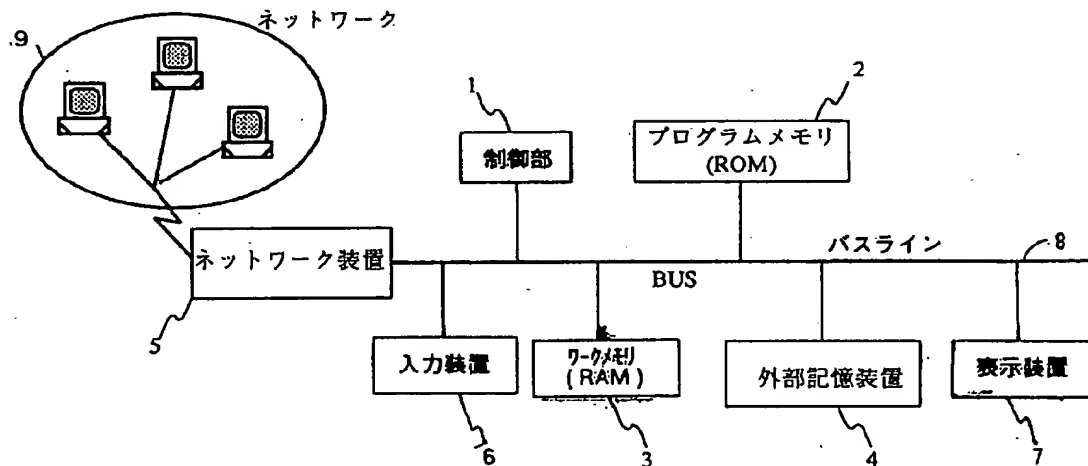 ネットワーク
9
1
2
制御部
プログラムメモリ
(ROM)
ネットワーク装置
バスライン
8
BUS
5
入力装置
ワークメモリ
(RAM)
外部記憶装置
表示装置
6
3
4
7